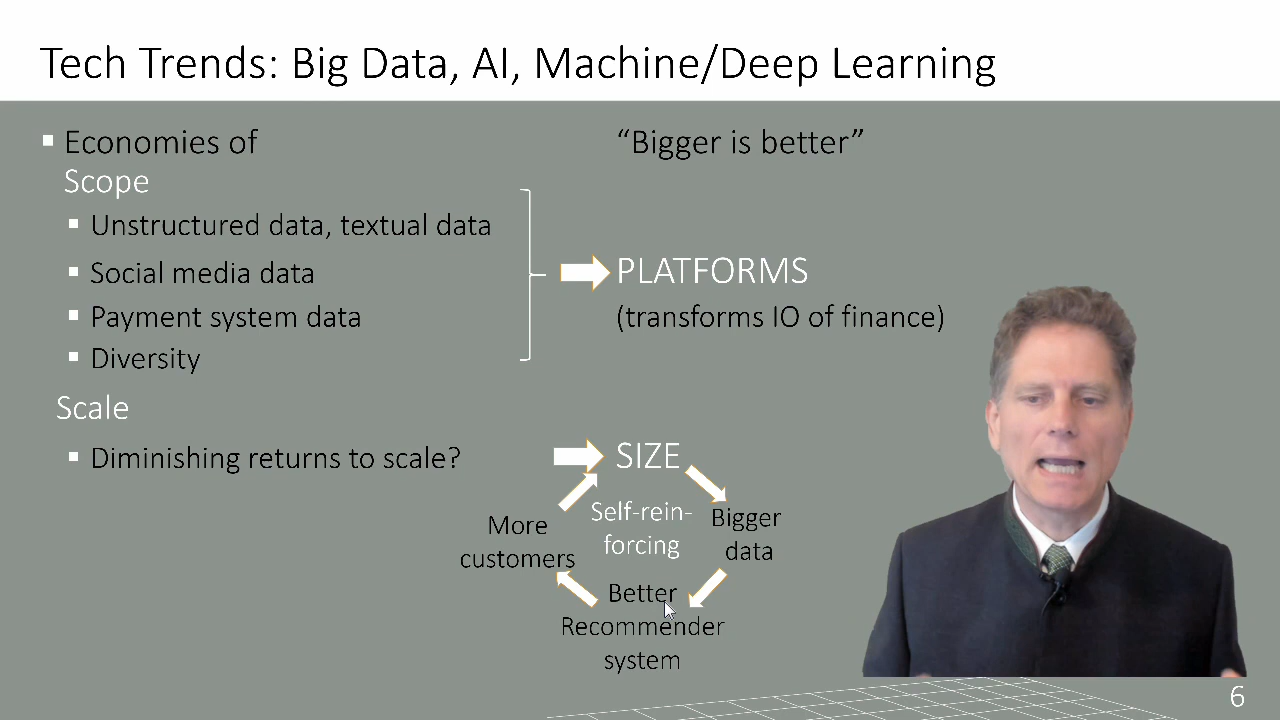 Tech Trends: Big Data, AI, Machine/Deep Learning
Economies of
Scope
Unstructured data, textual data
Social media data
Payment system data
Diversity
Scale
Diminishing returns to scale?
“Bigger is better”
PLATFORMS
(transforms IO of finance)
SIZE
Self-rein-
forcing
Bigger
data
Better
Recommender
system
More
customers
6